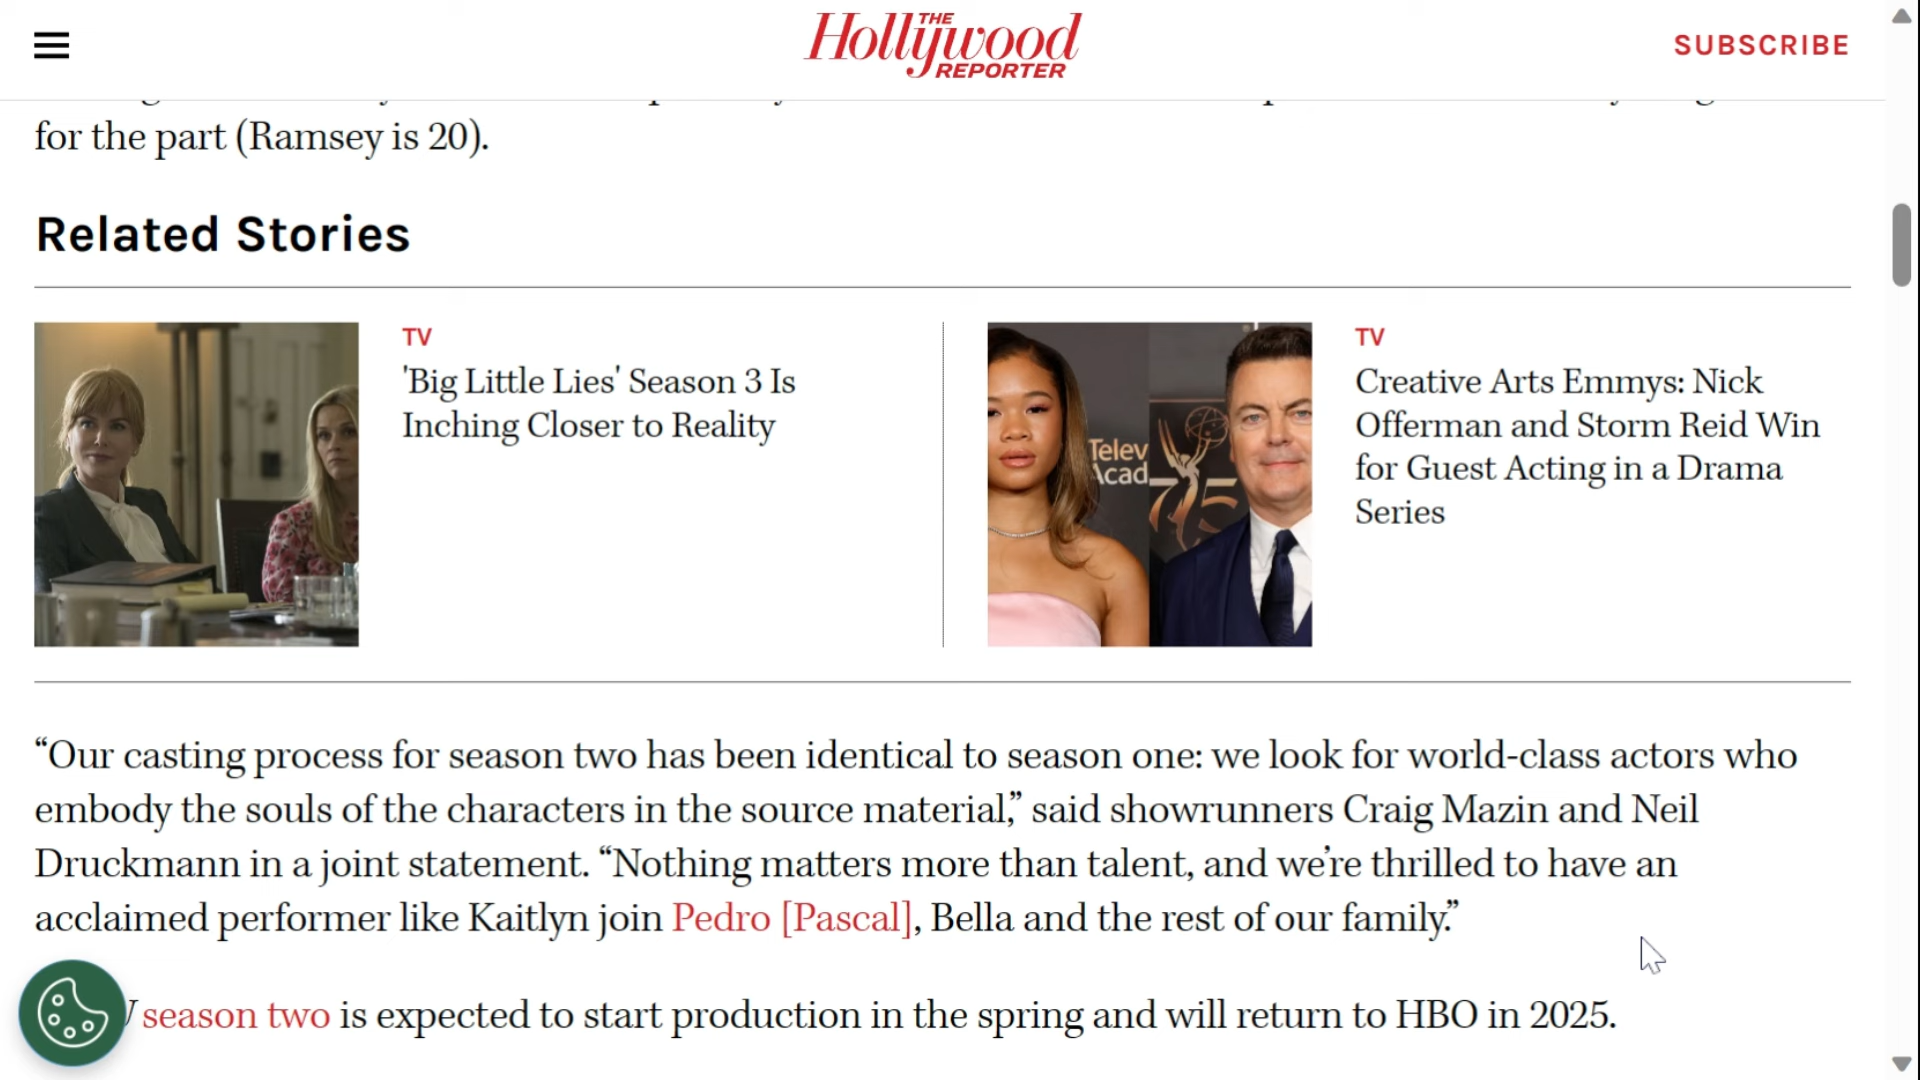 THE
Hollywood
REPORTER
SUBSCRIBE
for the part (Ramsey is 20).
Related Stories
TV
'Big Little Lies' Season 3 Is
Inching Closer to Reality
Telev
Acad
75
TV
Creative Arts Emmys: Nick
Offerman and Storm Reid Win
for Guest Acting in a Drama
Series
“Our casting process for season two has been identical to season one: we look for world-class actors who
embody the souls of the characters in the source material,” said showrunners Craig Mazin and Neil
Druckmann in a joint statement. “Nothing matters more than talent, and we’re thrilled to have an
acclaimed performer like Kaitlyn join Pedro [Pascal], Bella and the rest of our family.”
season two is expected to start production in the spring and will return to HBO in 2025.